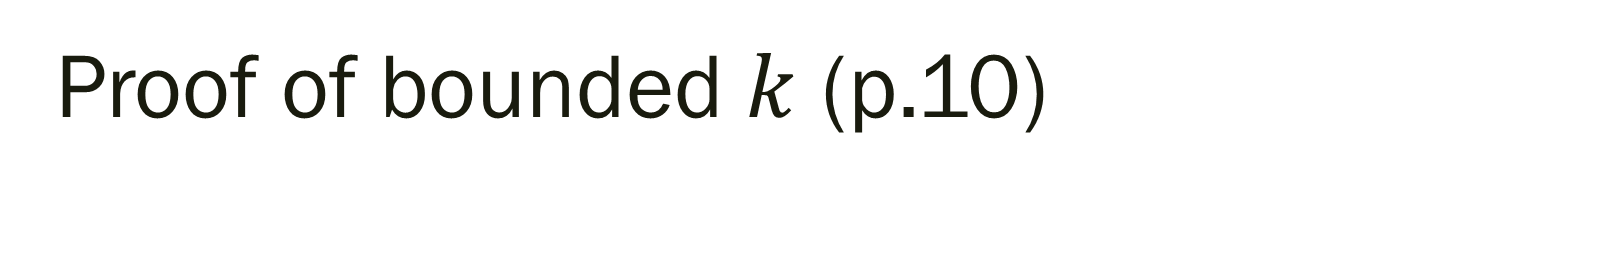 Proof of bounded k (p.10)